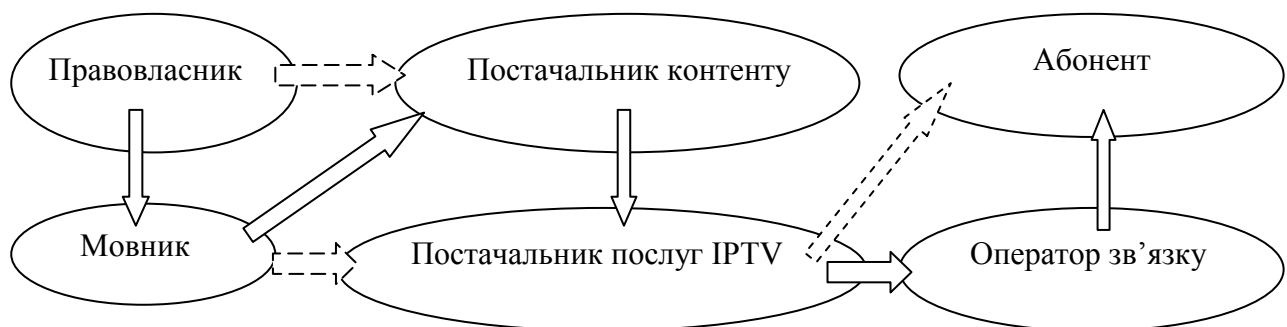 Правовласник
Постачальник контенту
Абонент
Мовник
Постачальник послуг IPTV
Оператор зв’язку